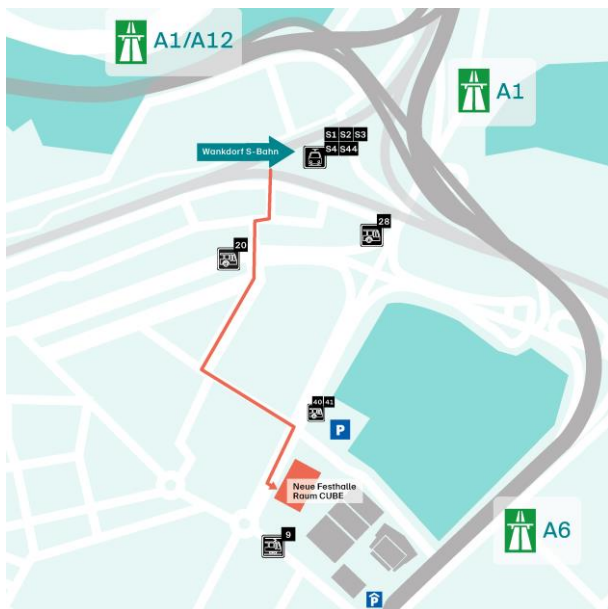 A1/A12
A1
S1 S2 S3
Wankdorf S-Bahn
S4 S44
28
20
40 41
P
Neue Festhalle
Raum CUBE
9
A6
P